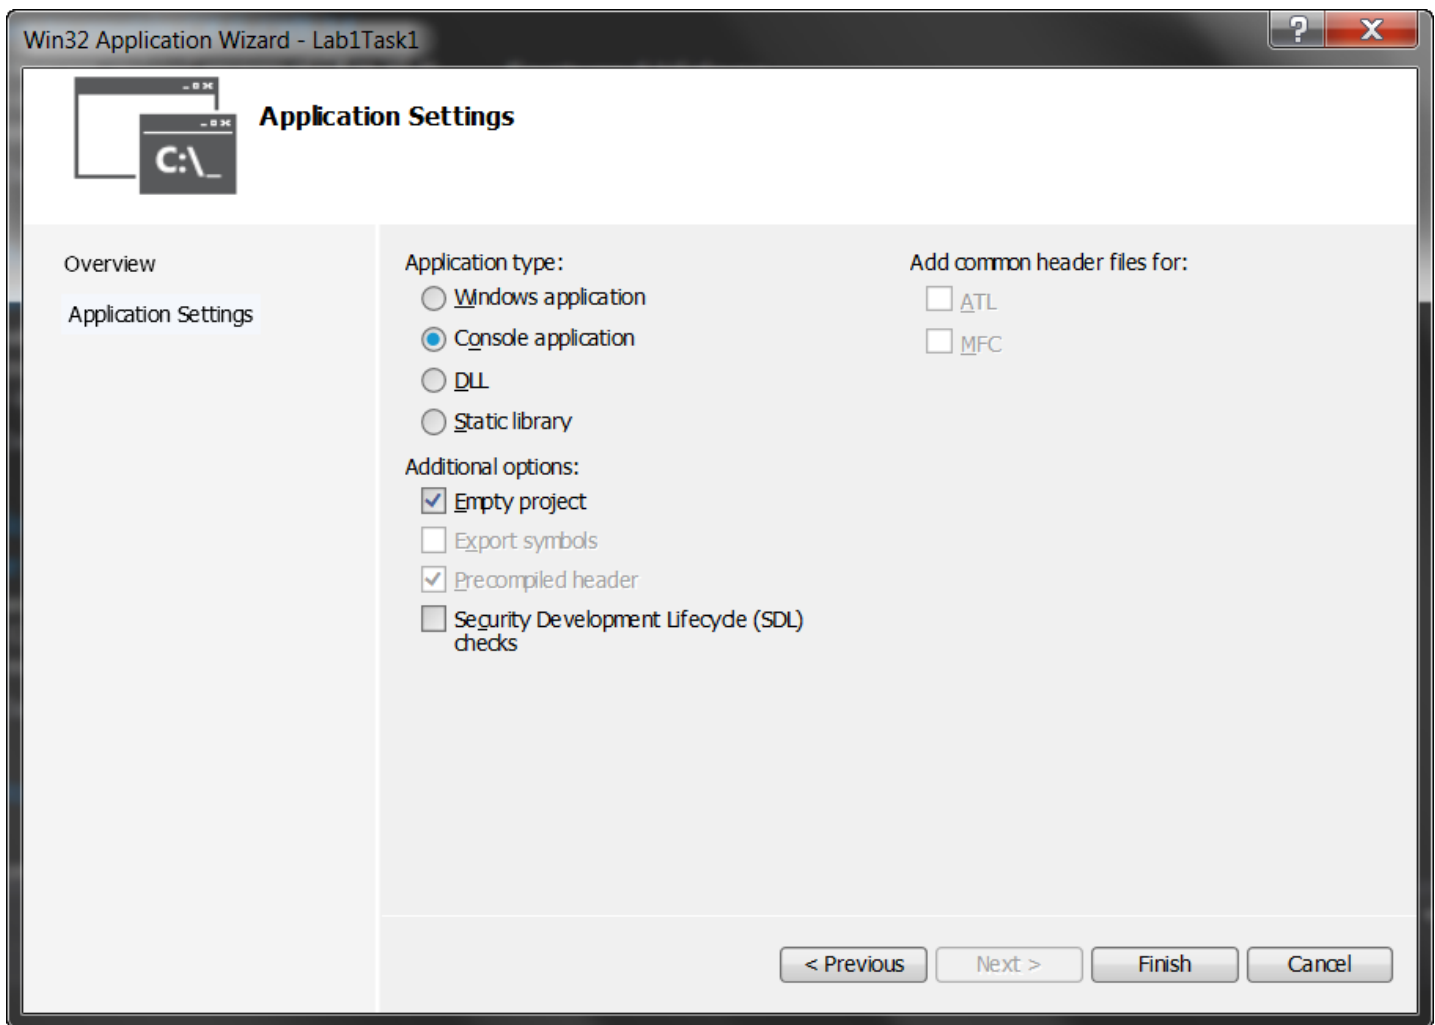 Win32 Application Wizard - Lab1Task1
?
X
C:\_
Application Settings
Overview
Application Settings
Application type:
Windows application
Console application
DLL
Static library
Additional options:
Empty project
Export symbols
Precompiled header
Security Development Lifecycle (SDL)
checks
Add common header files for:
ATL
MFC
< Previous
Next >
Finish
Cancel